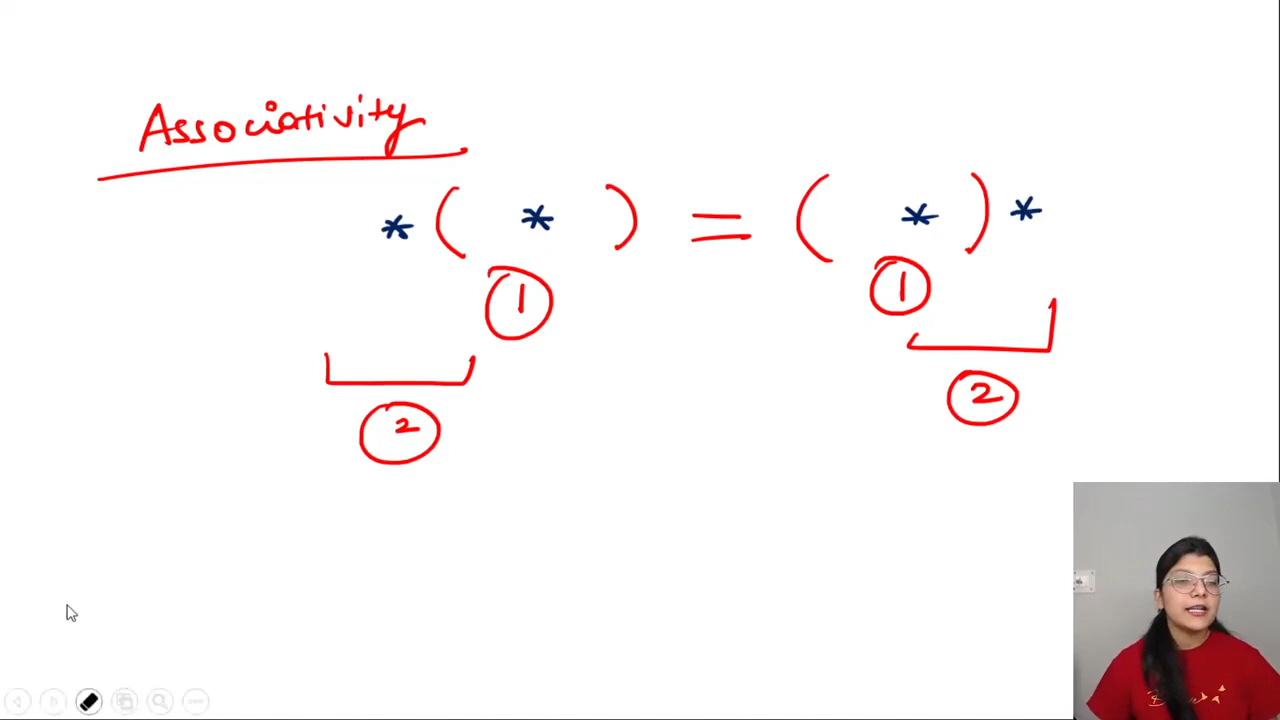 Associativity
* ( * ) = ( * ) *
1 1
2 2